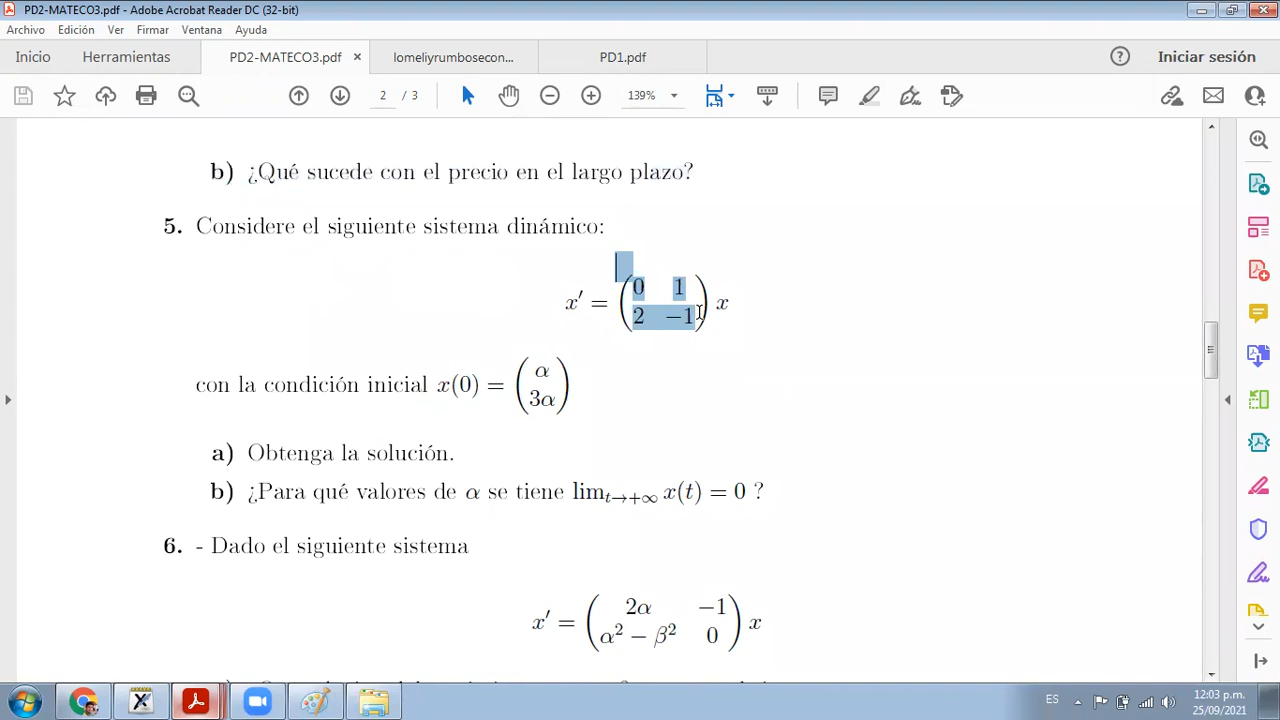 PD2-MATECO3.pdf - Adobe Acrobat Reader DC (32-bit)
Archivo Edición Ver Firmar Ventana Ayuda
Inicio Herramientas PD2-MATECO3.pdf × lomeliyrumbosecon... PD1.pdf ? Iniciar sesión
2 / 3 139%
b) ¿Qué sucede con el precio en el largo plazo?
5. Considere el siguiente sistema dinámico:
x′ = (0 1
2 −1) x
con la condición inicial x(0) = (α
3α)
a) Obtenga la solución.
b) ¿Para qué valores de α se tiene lim t→+∞ x(t) = 0 ?
6. - Dado el siguiente sistema
x′ = (2α −1
α² − β² 0) x
ES 12:03 p.m.
25/09/2021